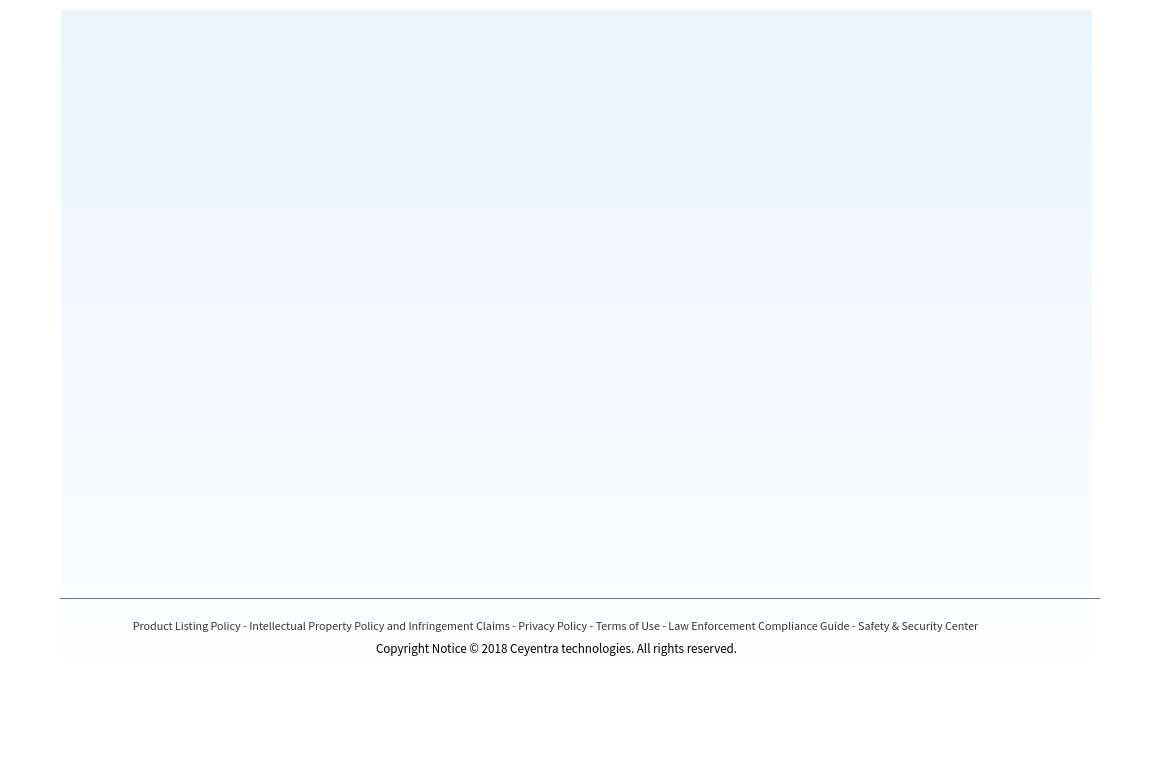 Product Listing Policy - Intellectual Property Policy and Infringement Claims - Privacy Policy - Terms of Use - Law Enforcement Compliance Guide - Safety & Security Center
Copyright Notice © 2018 Ceyentra technologies. All rights reserved.